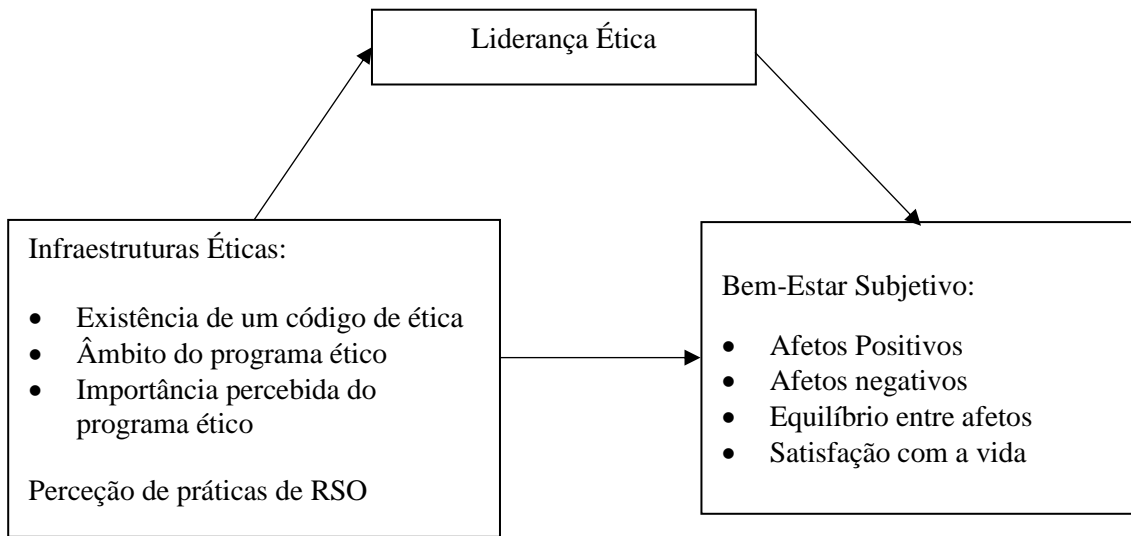 Liderança Ética
Infraestruturas Éticas:
• Existência de um código de ética
• Âmbito do programa ético
• Importância percebida do
programa ético
Perceção de práticas de RSO
Bem-Estar Subjetivo:
• Afetos Positivos
• Afetos negativos
• Equilíbrio entre afetos
• Satisfação com a vida